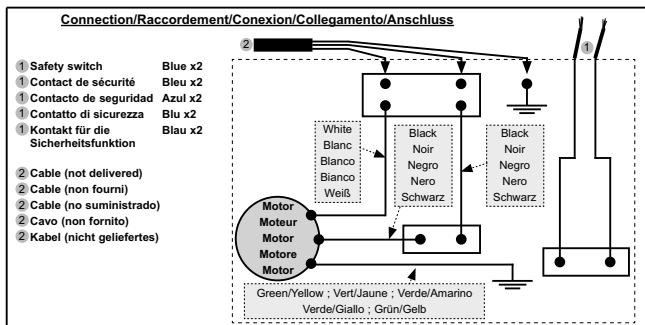 Connection/Raccordement/Conexion/Collegamento/Anschluss
1 Safety switch Blue x2
1 Contact de sécurité Bleu x2
1 Contacto de seguridad Azul x2
1 Contatto di sicurezza Blu x2
1 Kontakt für die Blau x2
Sicherheitsfunktion
2 Cable (not delivered)
2 Cable (non fourni)
2 Cable (no suministrado)
2 Cavo (non fornito)
2 Kabel (nicht geliefertes)
2
1
White
Blanc
Blanco
Bianco
Weiß
Black
Noir
Negro
Nero
Schwarz
Black
Noir
Negro
Nero
Schwarz
Motor
Moteur
Motor
Motore
Motor
Green/Yellow ; Vert/Jaune ; Verde/Amarino
Verde/Giallo ; Grün/Gelb